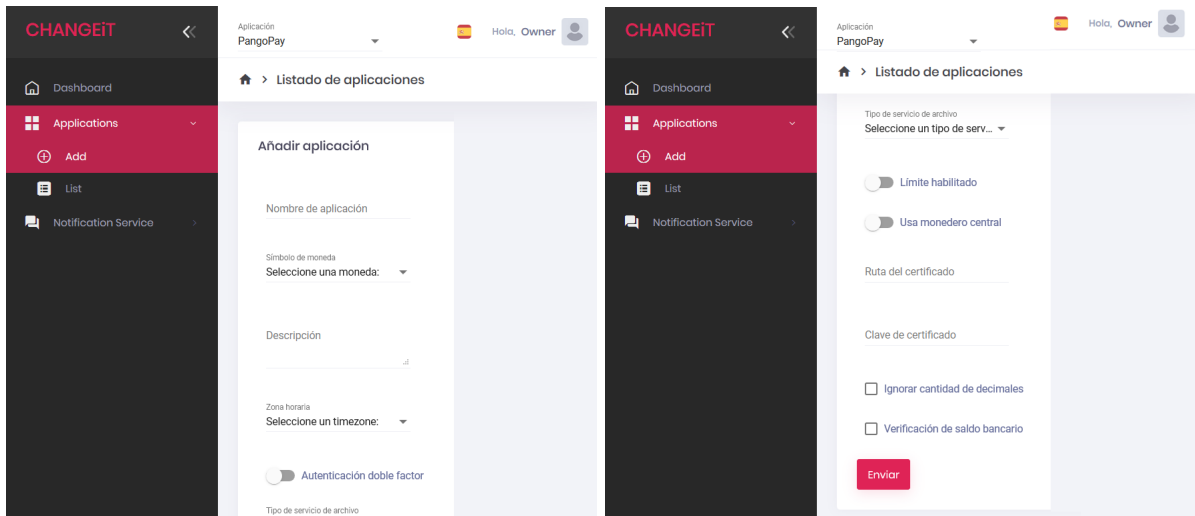 CHANGEiT
Aplicación
PangoPay
Hola, Owner
> Listado de aplicaciones
Dashboard
Applications
Add
List
Notification Service
Añadir aplicación
Nombre de aplicación
Símbolo de moneda
Seleccione una moneda:
Descripción
Zona horaria
Seleccione un timezone:
Autenticación doble factor
Tipo de servicio de archivo
CHANGEiT
Aplicación
PangoPay
Hola, Owner
> Listado de aplicaciones
Dashboard
Applications
Add
List
Notification Service
Tipo de servicio de archivo
Seleccione un tipo de serv...
Límite habilitado
Usa monedero central
Ruta del certificado
Clave de certificado
Ignorar cantidad de decimales
Verificación de saldo bancario
Enviar